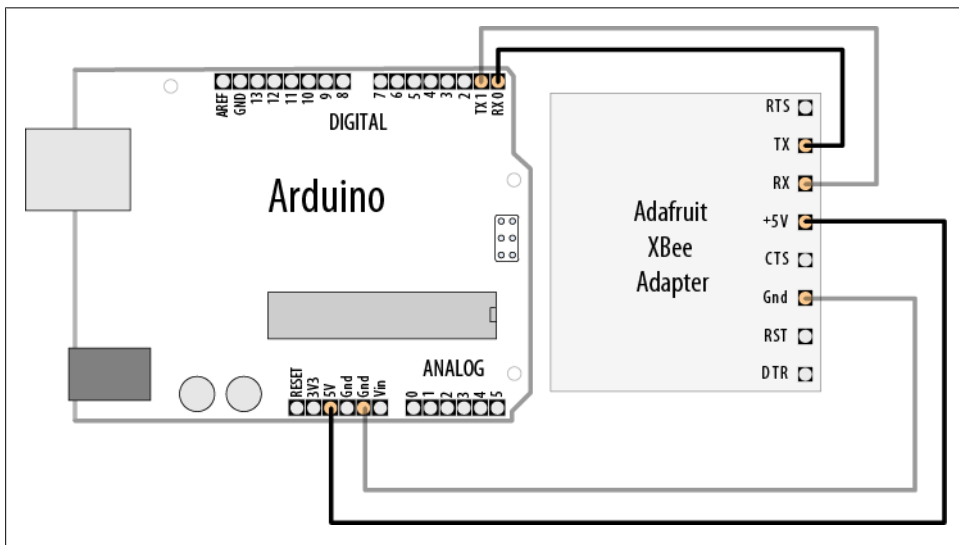 AREF
GND
13
12
11
10
9
8
7
6
5
4
3
2
TX 1
RX 0
DIGITAL
Arduino
ANALOG
RESET
3V3
5V
Gnd
Gnd
Vin
0
1
2
3
4
5
Adafruit
XBee
Adapter
RTS
TX
RX
+5V
CTS
Gnd
RST
DTR